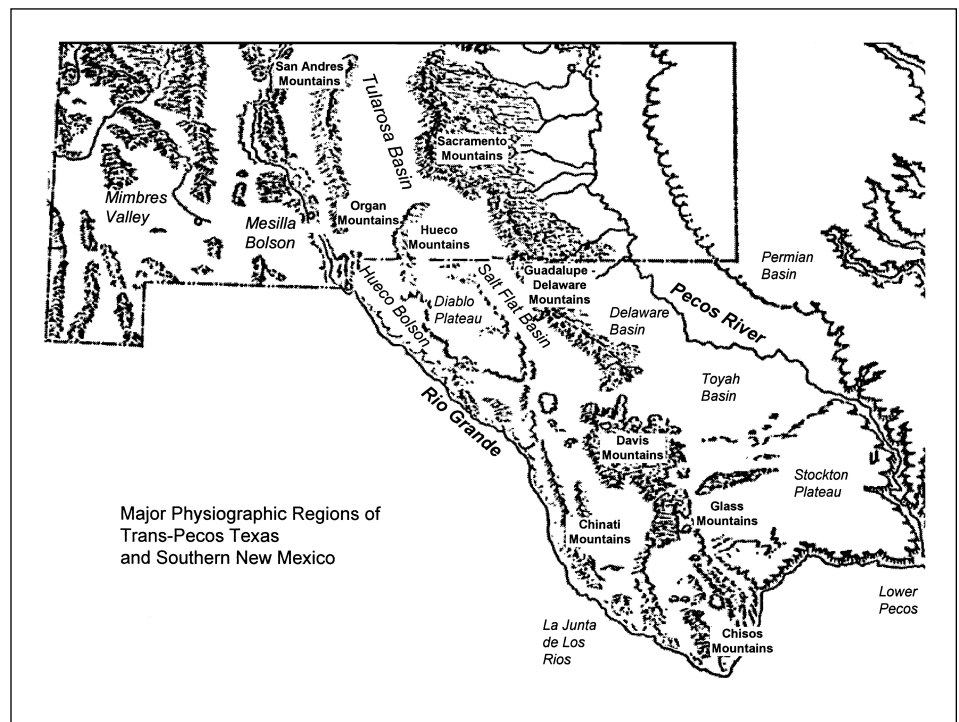 San Andres
Mountains
Tularosa Basin
Sacramento
Mountains
Mimbres
Valley
Mesilla
Bolson
Organ
Mountains
Hueco
Mountains
Permian
Basin
Guadalupe
Delaware
Mountains
Salt Flat Basin
Hueco Bolson
Diablo
Plateau
Delaware
Basin
Pecos River
Toyah
Basin
Rio Grande
Davis
Mountains
Stockton
Plateau
Glass
Mountains
Chinati
Mountains
Major Physiographic Regions of
Trans-Pecos Texas
and Southern New Mexico
Lower
Pecos
La Junta
de Los
Rios
Chisos
Mountains